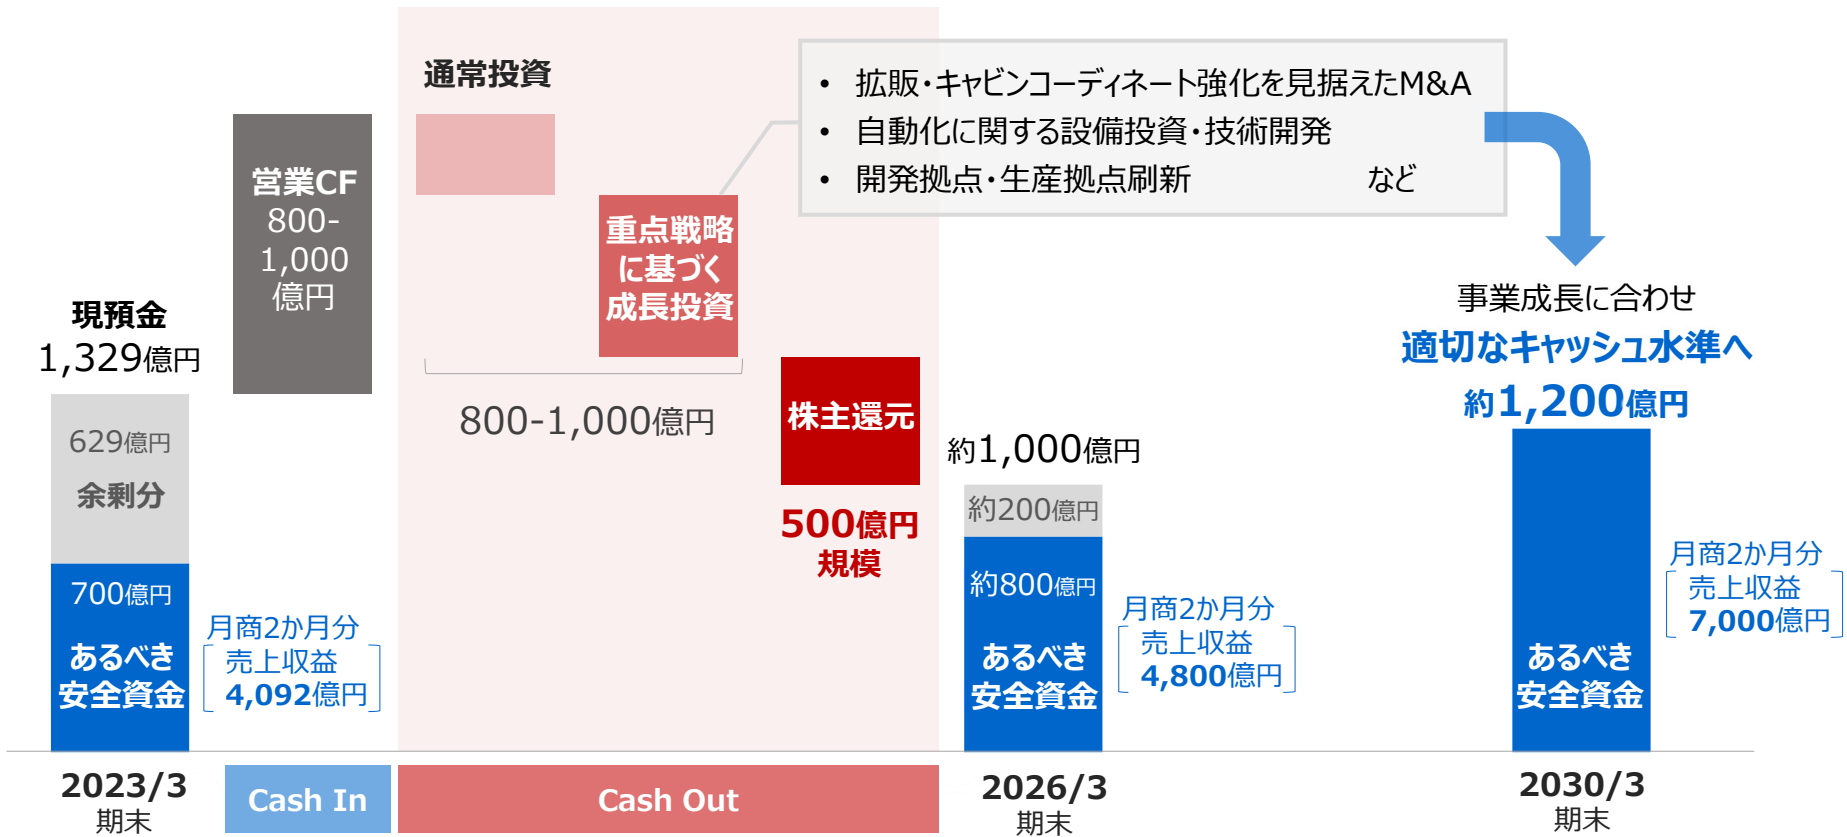 現預金
1,329億円
629億円
余剰分
700億円
あるべき
安全資金
月商2か月分
売上収益
4,092億円
2023/3
期末
営業CF
800-
1,000
億円
Cash In
通常投資
重点戦略
に基づく
成長投資
800-1,000億円
• 拡販・キャビンコーディネート強化を見据えたM&A
• 自動化に関する設備投資・技術開発
• 開発拠点・生産拠点刷新 など
株主還元
500億円
規模
Cash Out
約1,000億円
約200億円
約800億円
あるべき
安全資金
月商2か月分
売上収益
4,800億円
2026/3
期末
事業成長に合わせ
適切なキャッシュ水準へ
約1,200億円
あるべき
安全資金
月商2か月分
売上収益
7,000億円
2030/3
期末